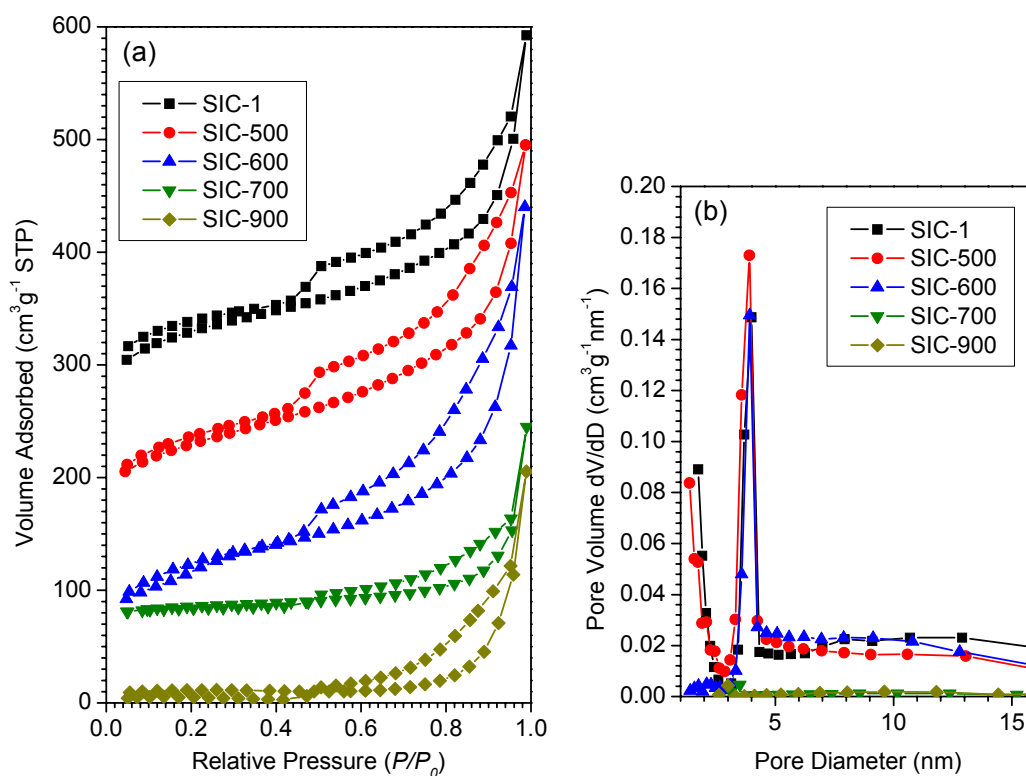 (a)
SIC-1
SIC-500
SIC-600
SIC-700
SIC-900
600
500
400
300
200
100
0
Volume Adsorbed (cm³g⁻¹ STP)
0.0 0.2 0.4 0.6 0.8 1.0
Relative Pressure (P/P₀)
(b)
SIC-1
SIC-500
SIC-600
SIC-700
SIC-900
0.20
0.18
0.16
0.14
0.12
0.10
0.08
0.06
0.04
0.02
0.00
Pore Volume dV/dD (cm³g⁻¹nm⁻¹)
5 10 15
Pore Diameter (nm)